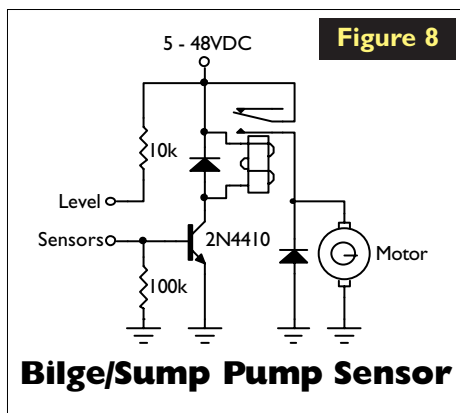 Figure 8
5 - 48VDC
10k
Level
Sensors
2N4410
100k
Motor
Bilge/Sump Pump Sensor